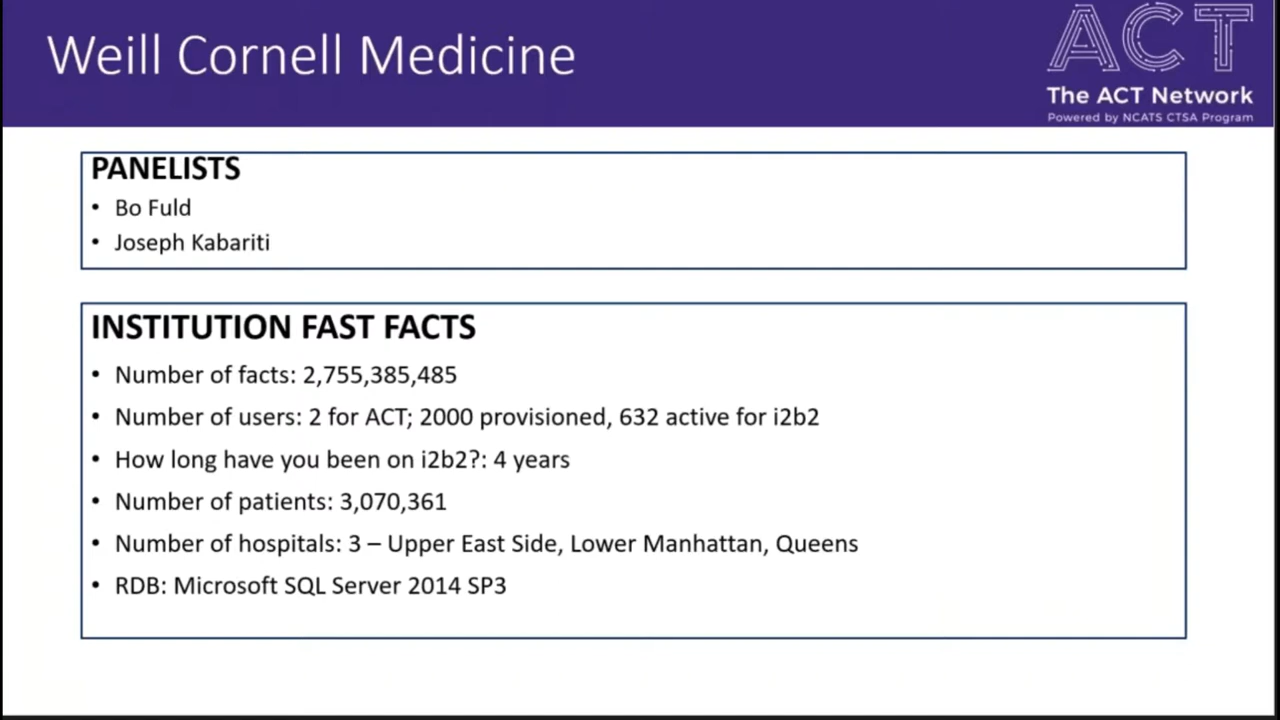 Weill Cornell Medicine
ACT
The ACT Network
Powered by NCATS CTSA Program
PANELISTS
• Bo Fuld
• Joseph Kabariti
INSTITUTION FAST FACTS
• Number of facts: 2,755,385,485
• Number of users: 2 for ACT; 2000 provisioned, 632 active for i2b2
• How long have you been on i2b2?: 4 years
• Number of patients: 3,070,361
• Number of hospitals: 3 – Upper East Side, Lower Manhattan, Queens
• RDB: Microsoft SQL Server 2014 SP3